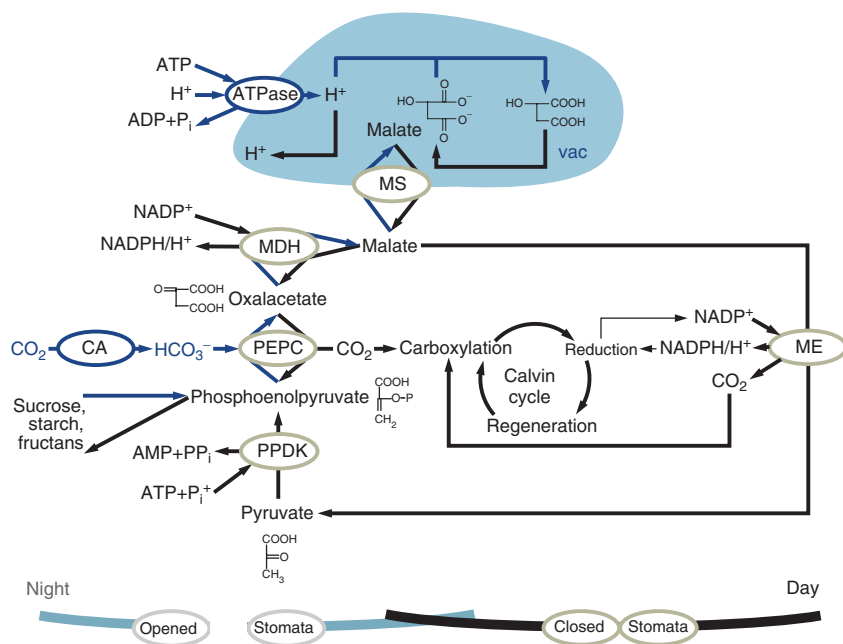 ATP
H⁺
ADP+Pᵢ
ATPase
H⁺
H⁺
Malate
HO
O
O⁻
O⁻
O
HO
COOH
COOH
vac
MS
NADP⁺
NADPH/H⁺
MDH
Malate
O
COOH
COOH
Oxalacetate
CO₂
CA
HCO₃⁻
PEPC
CO₂
Carboxylation
Reduction
Calvin
cycle
Regeneration
NADP⁺
NADPH/H⁺
CO₂
ME
Sucrose,
starch,
fructans
Phosphoenolpyruvate
COOH
O-P
CH₂
AMP+PPᵢ
ATP+Pᵢ⁺
PPDK
Pyruvate
COOH
O
CH₃
Night
Day
Opened
Stomata
Closed
Stomata